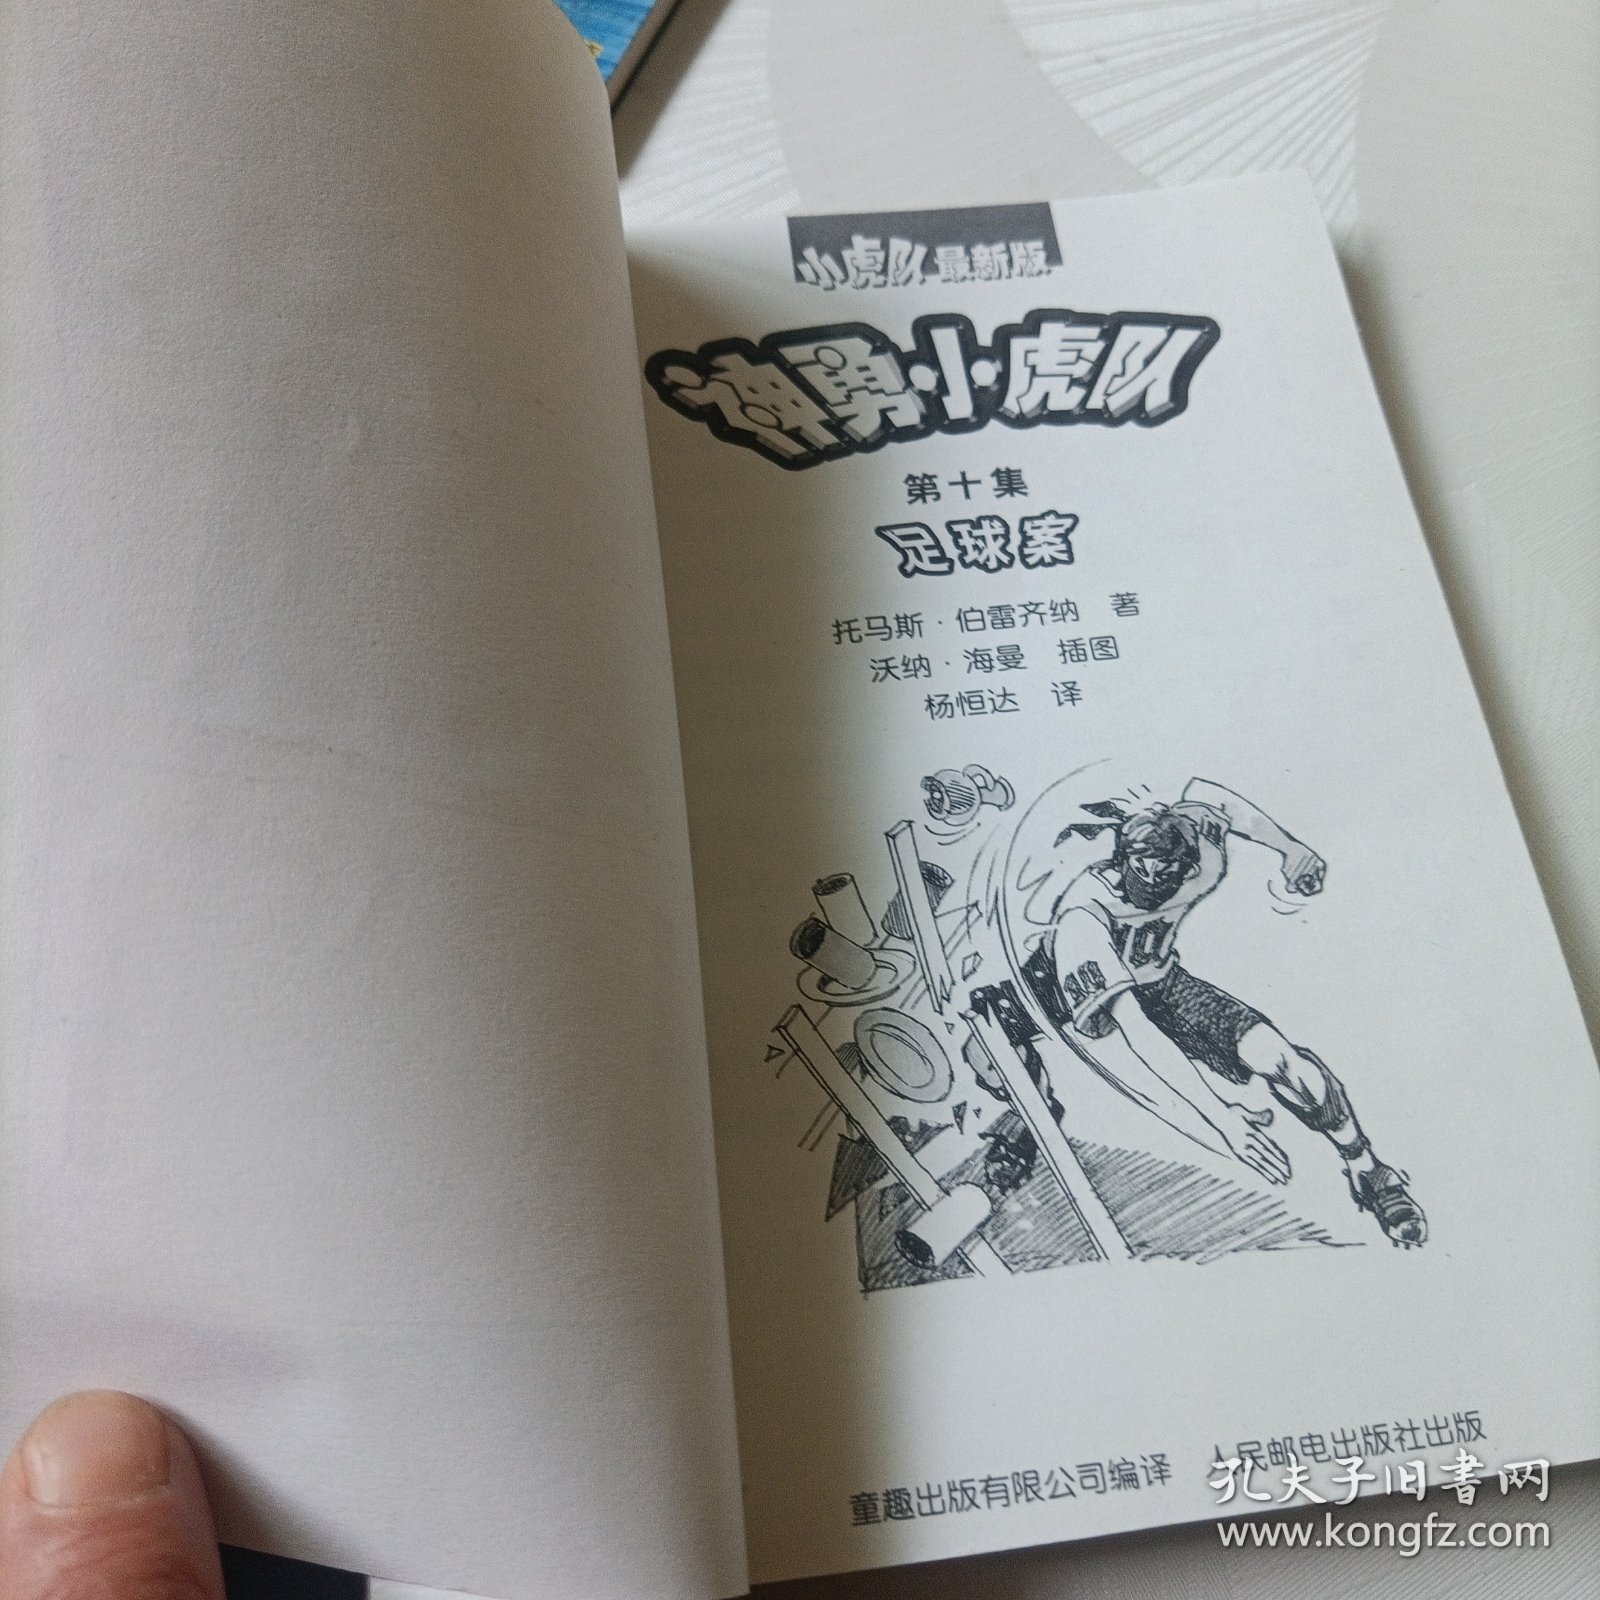 小虎队 最新版
神勇小虎队
第十集
足球案
托马斯·伯雷齐纳 著
沃纳·海曼 插图
杨恒达 译
10
10
童趣出版有限公司编译 人民邮电出版社出版
孔夫子旧书网
www.kongfz.com